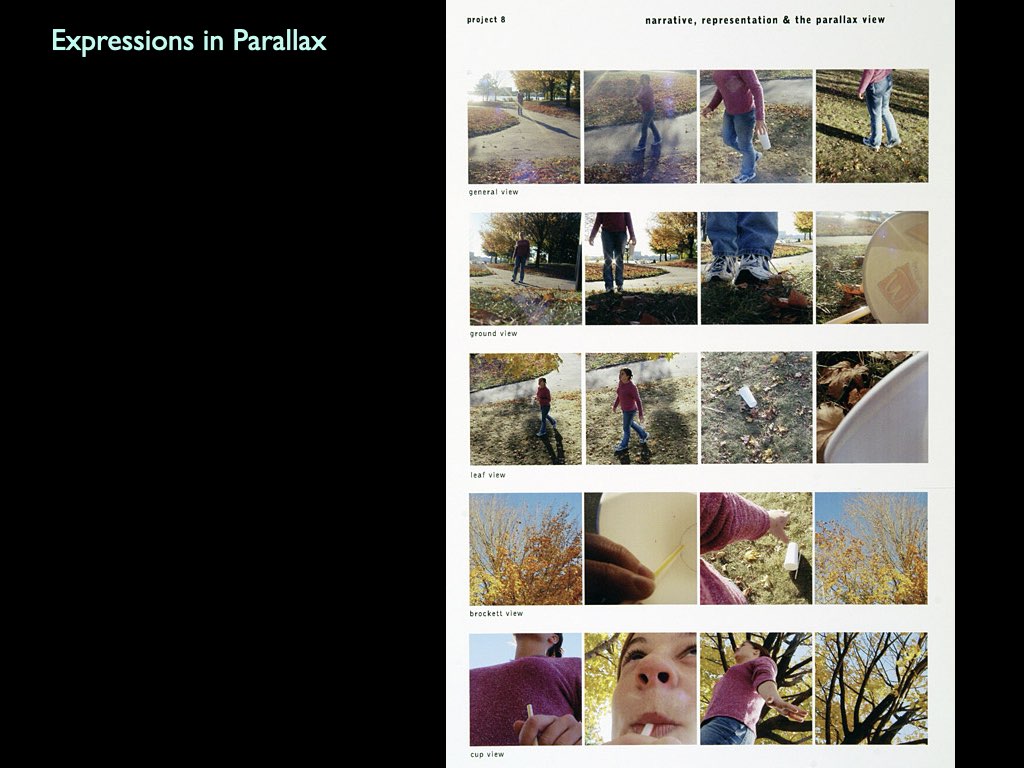 Expressions in Parallax
project 8
narrative, representation & the parallax view
general view
ground view
leaf view
brockett view
cup view